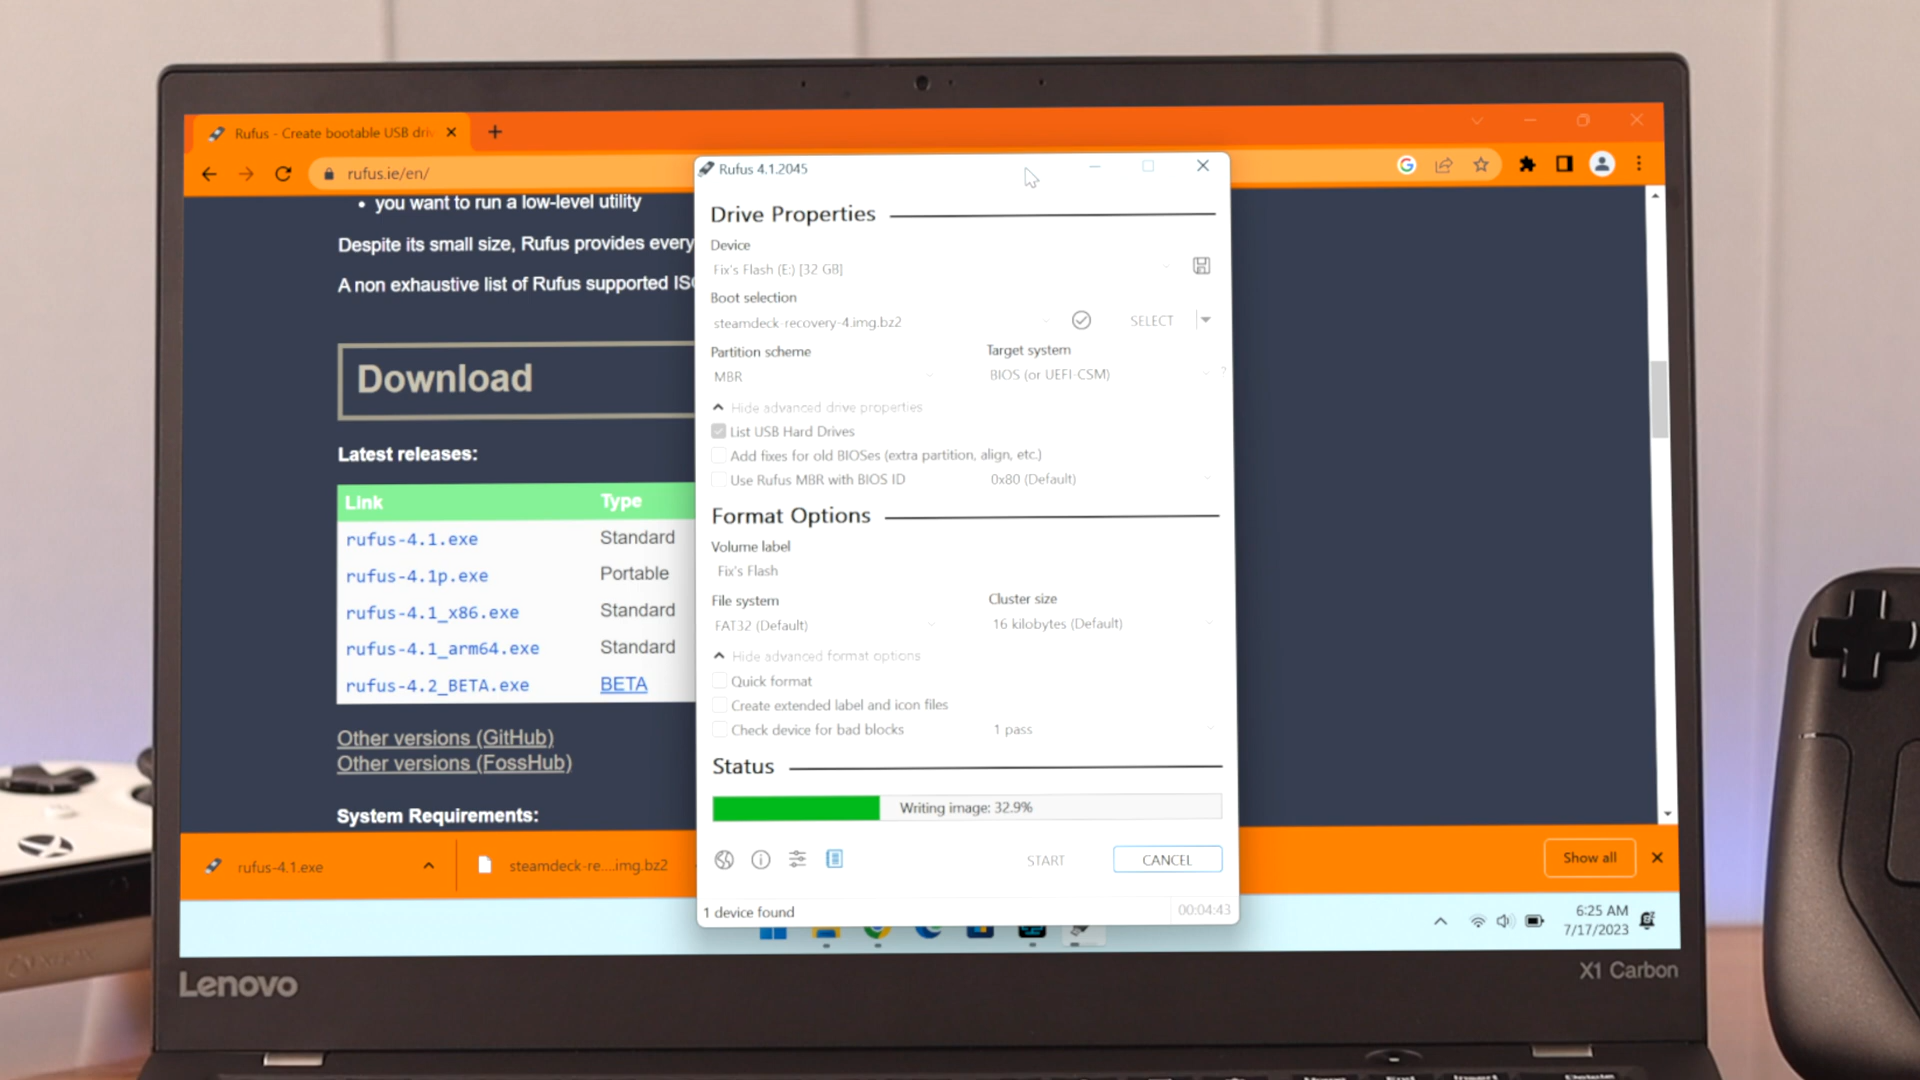 Rufus - Create bootable USB driv
rufus.ie/en/
you want to run a low-level utility
Despite its small size, Rufus provides every
A non exhaustive list of Rufus supported ISO
Download
Latest releases:
Link Type
rufus-4.1.exe Standard
rufus-4.1p.exe Portable
rufus-4.1_x86.exe Standard
rufus-4.1_arm64.exe Standard
rufus-4.2_BETA.exe BETA
Other versions (GitHub)
Other versions (FossHub)
System Requirements:
Rufus 4.1.2045
Drive Properties
Device
Fix's Flash (E:) [32 GB]
Boot selection
steamdeck-recovery-4.img.bz2
SELECT
Partition scheme Target system
MBR BIOS (or UEFI-CSM) ?
Hide advanced drive properties
List USB Hard Drives
Add fixes for old BIOSes (extra partition, align, etc.)
Use Rufus MBR with BIOS ID 0x80 (Default)
Format Options
Volume label
Fix's Flash
File system Cluster size
FAT32 (Default) 16 kilobytes (Default)
Hide advanced format options
Quick format
Create extended label and icon files
Check device for bad blocks 1 pass
Status
Writing image: 32.9%
START CANCEL
1 device found 00:04:43
rufus-4.1.exe
steamdeck-re....img.bz2
Show all
6:25 AM
7/17/2023
Lenovo
X1 Carbon